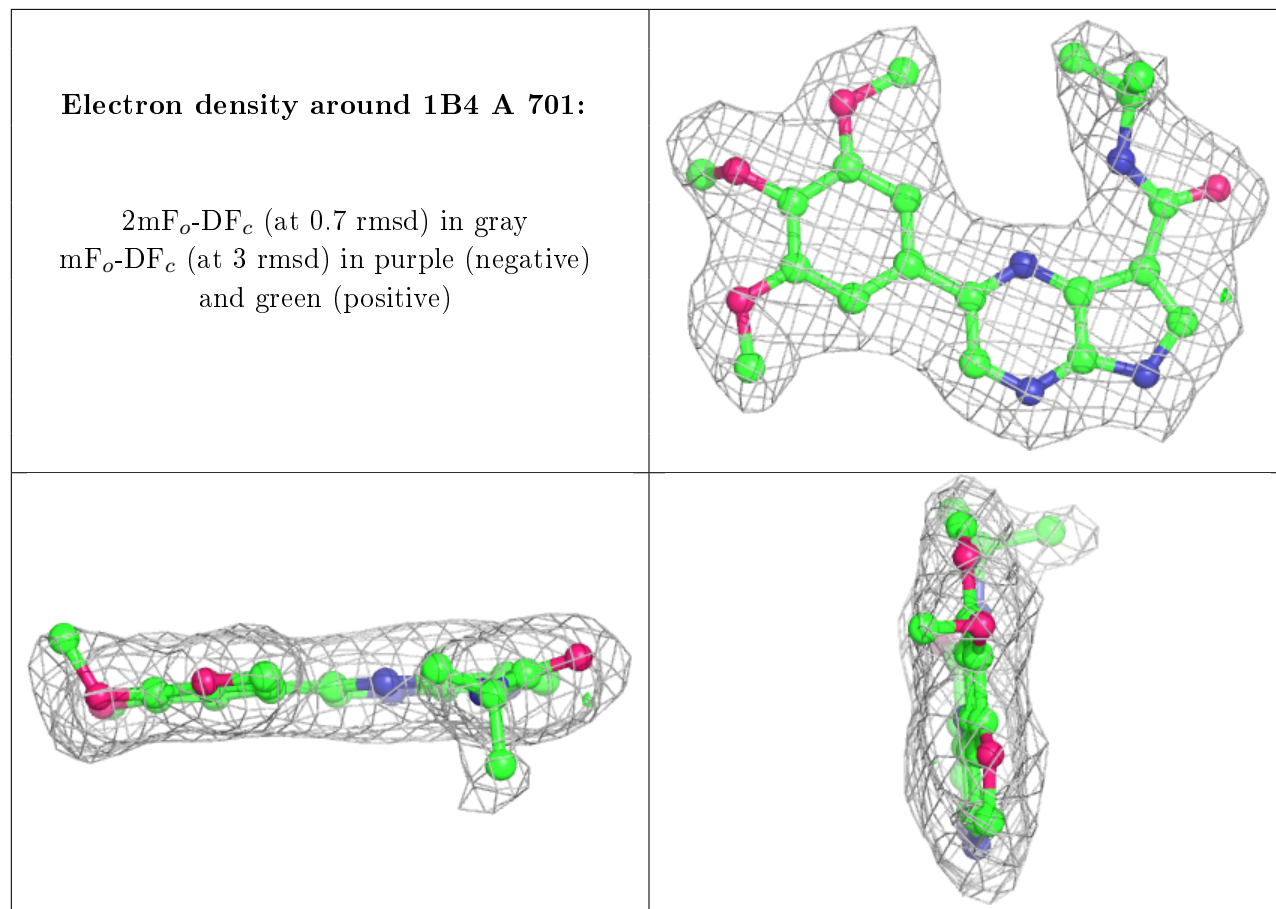 Electron density around 1B4 A 701:
2mFo-DFc (at 0.7 rmsd) in gray
mFo-DFc (at 3 rmsd) in purple (negative)
and green (positive)